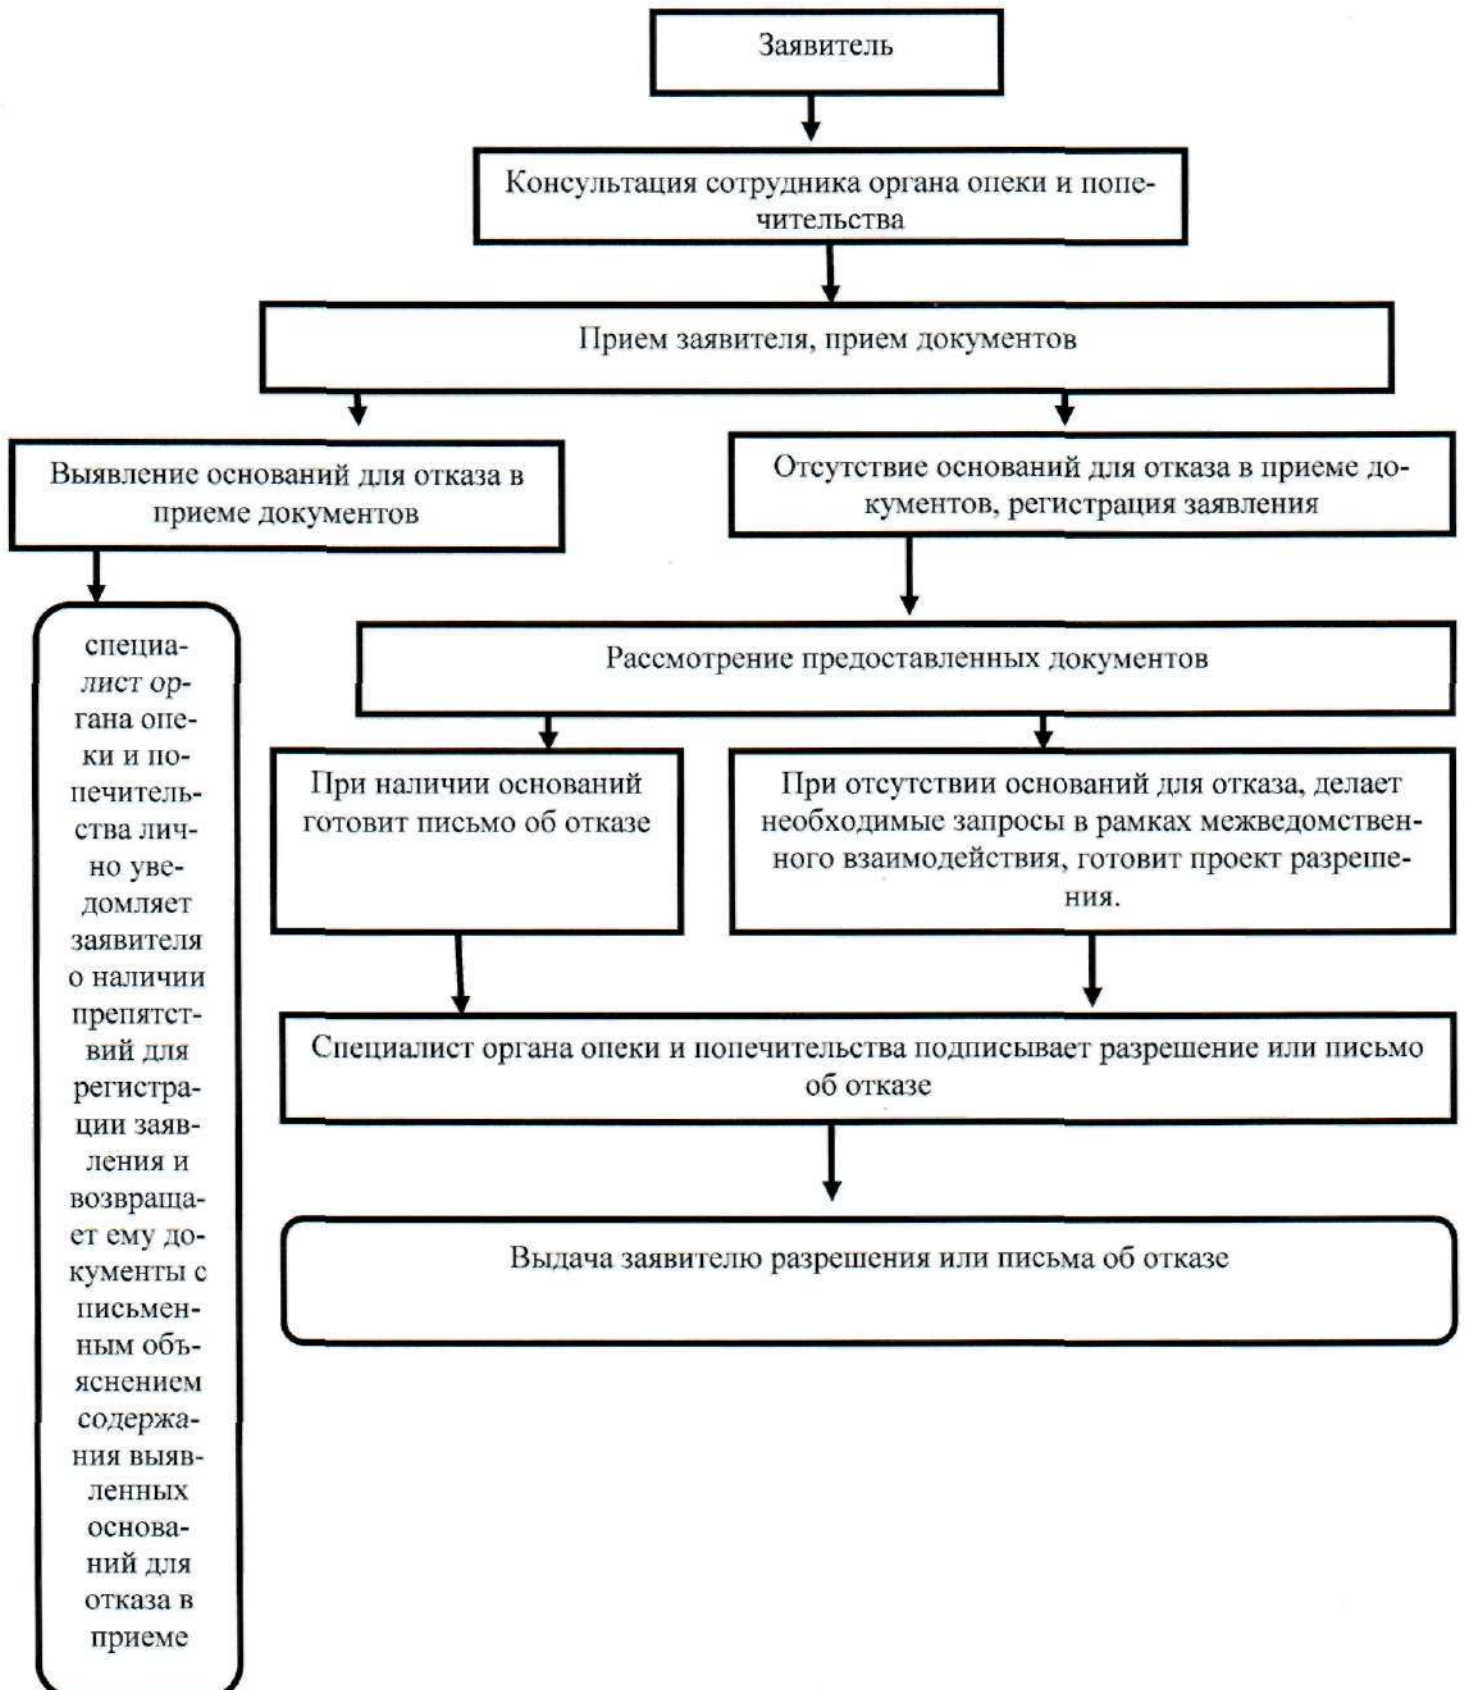 Заявитель
Консультация сотрудника органа опеки и попе-
чительства
Прием заявителя, прием документов
Выявление оснований для отказа в
приеме документов
Отсутствие оснований для отказа в приеме до-
кументов, регистрация заявления
специа-
лист ор-
гана опе-
ки и по-
печитель-
ства лич-
но уве-
домляет
заявителя
о наличии
препятст-
вий для
регистра-
ции заяв-
ления и
возвраща-
ет ему до-
кументы с
письмен-
ным объ-
яснением
содержа-
ния выяв-
ленных
основа-
ний для
отказа в
приеме
Рассмотрение предоставленных документов
При наличии оснований
готовит письмо об отказе
При отсутствии оснований для отказа, делает
необходимые запросы в рамках межведомствен-
ного взаимодействия, готовит проект разреше-
ния.
Специалист органа опеки и попечительства подписывает разрешение или письмо
об отказе
Выдача заявителю разрешения или письма об отказе